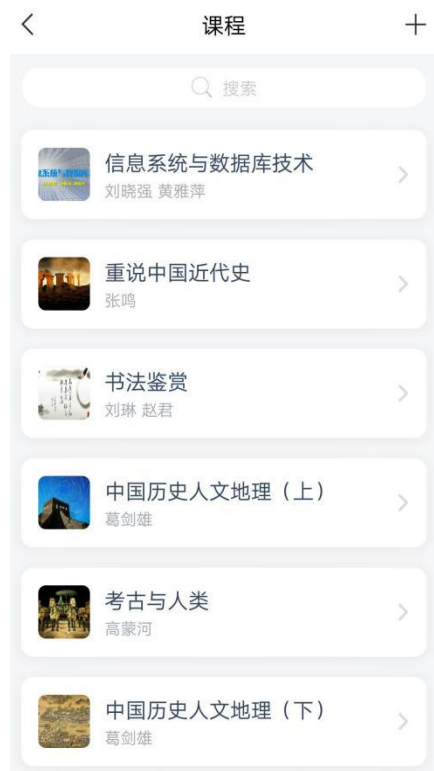 课程
搜索
信息系统与数据库技术
刘晓强 黄雅萍
重说中国近代史
张鸣
书法鉴赏
刘琳 赵君
中国历史人文地理（上）
葛剑雄
考古与人类
高蒙河
中国历史人文地理（下）
葛剑雄